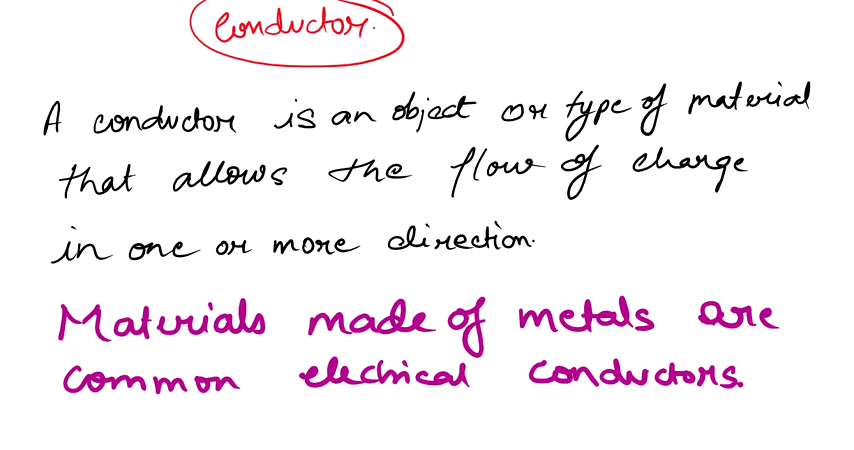 Conductor.
A conductor is an object or type of material
that allows the flow of charge
in one or more direction.
Materials made of metals are
common electrical conductors.